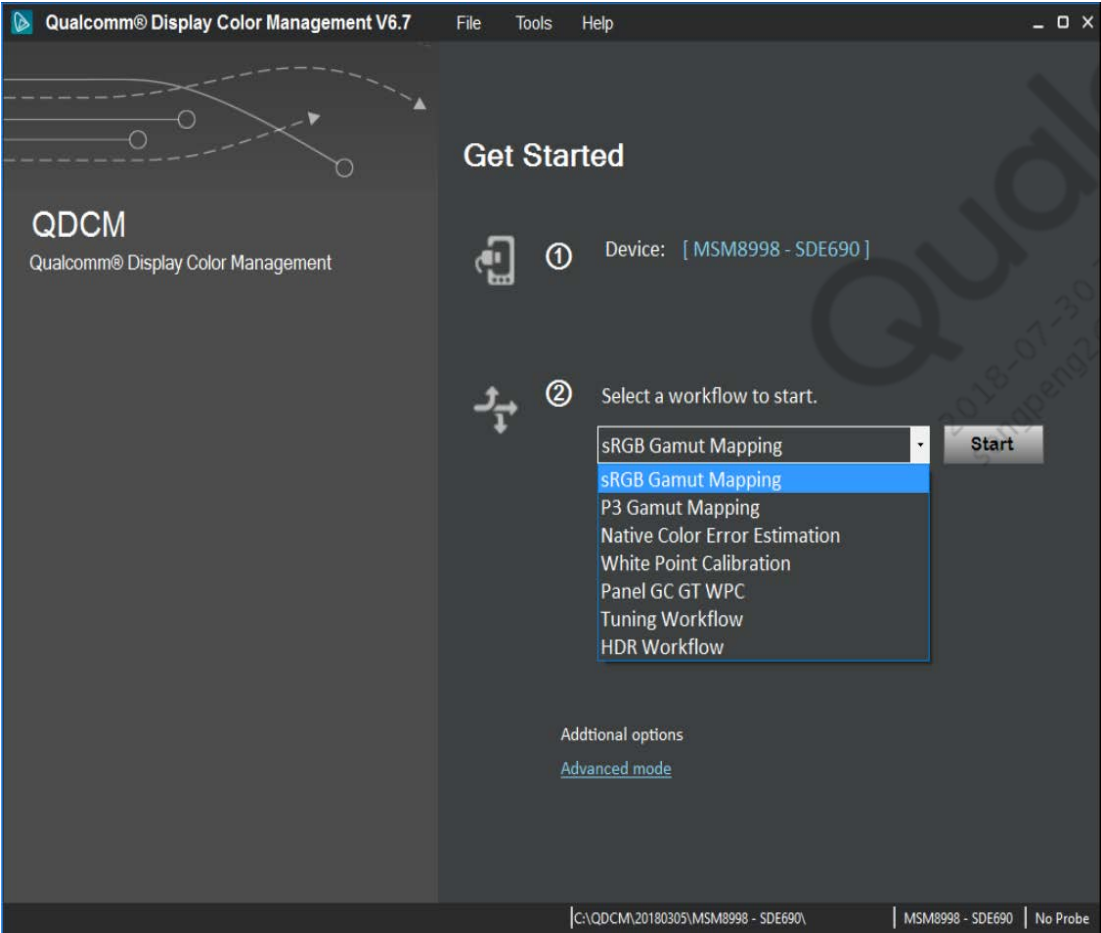 Qualcomm® Display Color Management V6.7 File Tools Help
QDCM
Qualcomm® Display Color Management
Get Started
① Device: [ MSM8998 - SDE690 ]
② Select a workflow to start.
sRGB Gamut Mapping Start
sRGB Gamut Mapping
P3 Gamut Mapping
Native Color Error Estimation
White Point Calibration
Panel GC GT WPC
Tuning Workflow
HDR Workflow
Addtional options
Advanced mode
C:\QDCM\20180305\MSM8998 - SDE690\ MSM8998 - SDE690 No Probe
2018-07-30